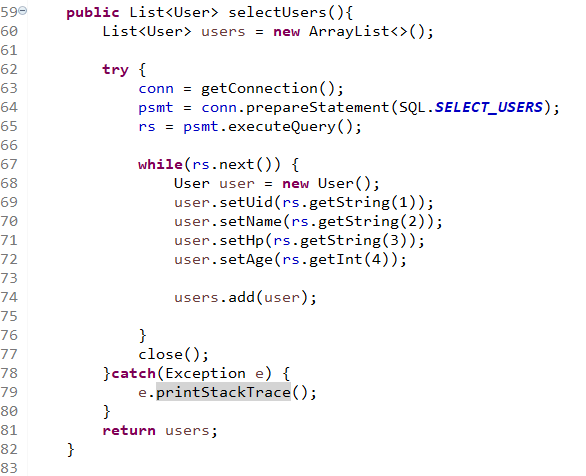 59 public List<User> selectUsers(){
60 List<User> users = new ArrayList<>();
61
62 try {
63 conn = getConnection();
64 psmt = conn.prepareStatement(SQL.SELECT_USERS);
65 rs = psmt.executeQuery();
66
67 while(rs.next()) {
68 User user = new User();
69 user.setUid(rs.getString(1));
70 user.setName(rs.getString(2));
71 user.setHp(rs.getString(3));
72 user.setAge(rs.getInt(4));
73
74 users.add(user);
75
76 }
77 close();
78 }catch(Exception e) {
79 e.printStackTrace();
80 }
81 return users;
82 }
83